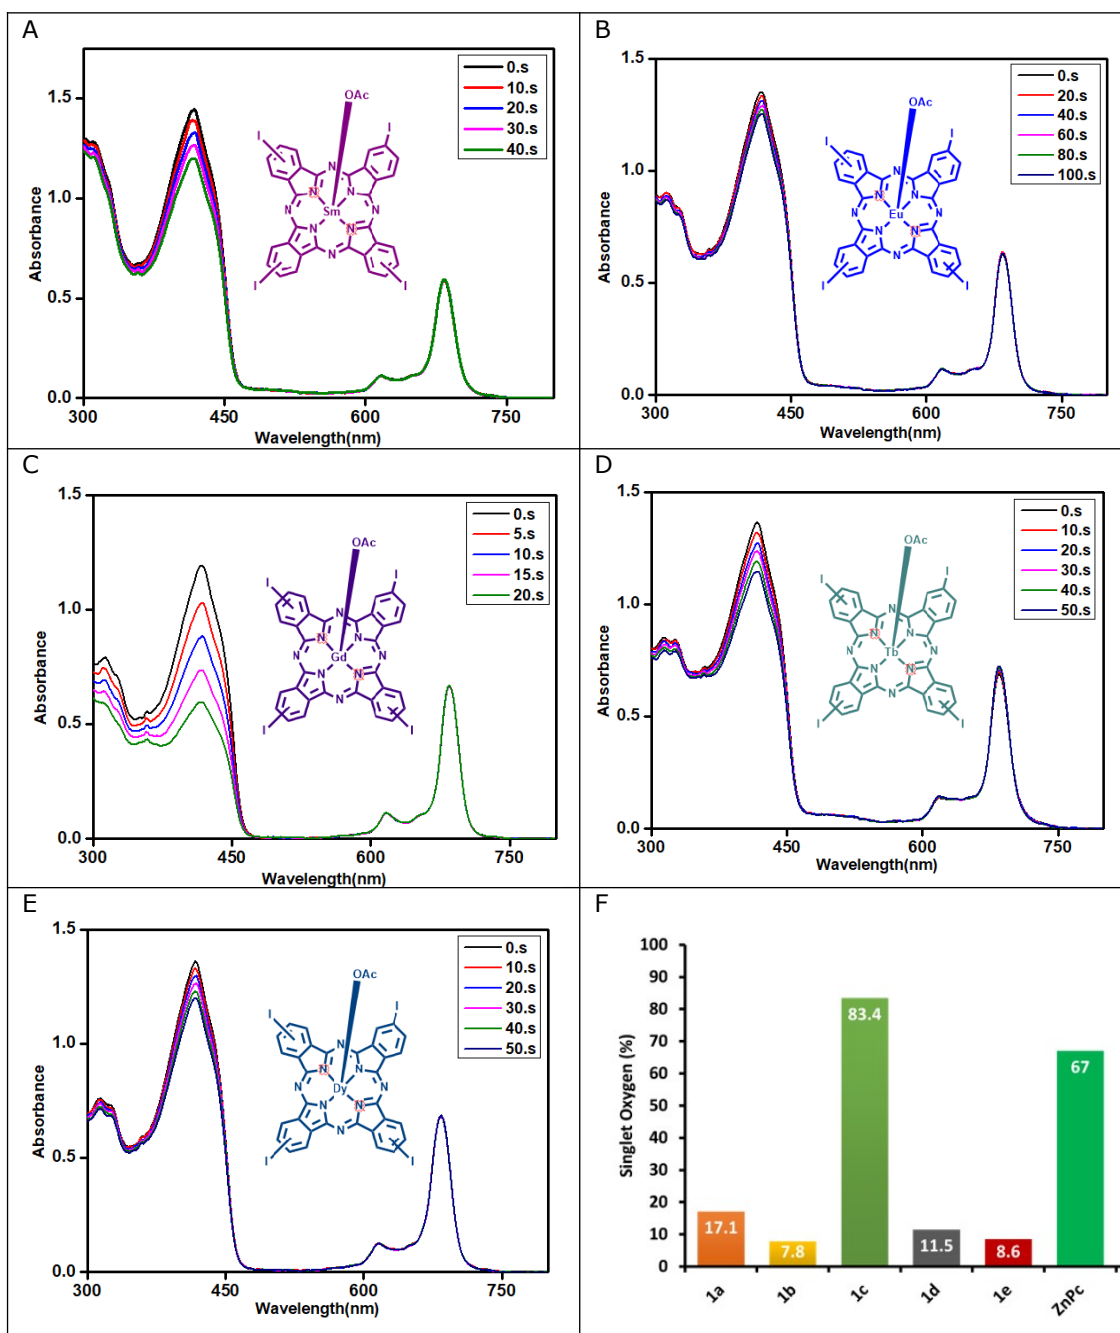 A
Absorbance
1.5
1.0
0.5
0.0
300
450
600
750
Wavelength(nm)
0.s
10.s
20.s
30.s
40.s
OAc
I
I
N
N
N
N
N
Sm
N
N
N
I
I
B
Absorbance
1.5
1.0
0.5
0.0
300
450
600
750
Wavelength(nm)
0.s
20.s
40.s
60.s
80.s
100.s
OAc
I
I
N
N
N
N
N
Eu
N
N
N
I
I
C
Absorbance
1.5
1.0
0.5
0.0
300
450
600
750
Wavelength(nm)
0.s
5.s
10.s
15.s
20.s
OAc
I
I
N
N
N
N
N
Gd
N
N
N
I
I
D
Absorbance
1.5
1.0
0.5
0.0
300
450
600
750
Wavelength(nm)
0.s
10.s
20.s
30.s
40.s
50.s
OAc
I
I
N
N
N
N
N
Tb
N
N
N
I
I
E
Absorbance
1.5
1.0
0.5
0.0
300
450
600
750
Wavelength(nm)
0.s
10.s
20.s
30.s
40.s
50.s
OAc
I
I
N
N
N
N
N
Dy
N
N
N
I
I
F
Singlet Oxygen (%)
100
90
80
70
60
50
40
30
20
10
0
17.1
7.8
83.4
11.5
8.6
67
1a
1b
1c
1d
1e
ZnPc